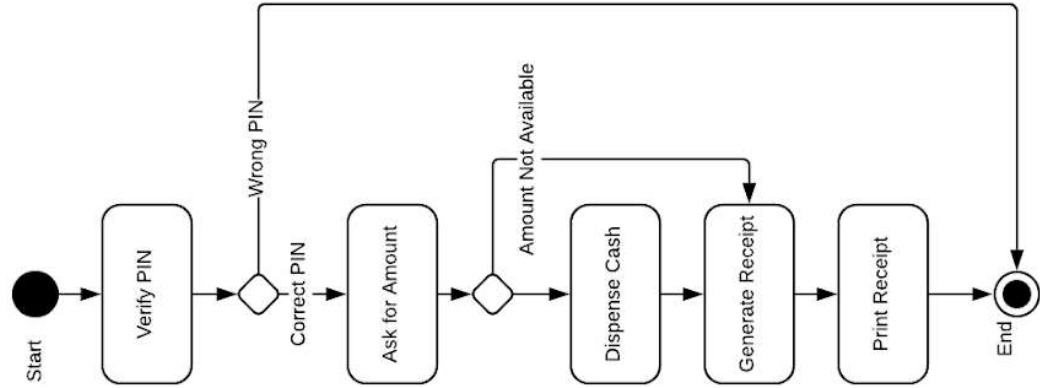 Start
Verify PIN
Wrong PIN
Correct PIN
Ask for Amount
Amount Not Available
Dispense Cash
Generate Receipt
Print Receipt
End